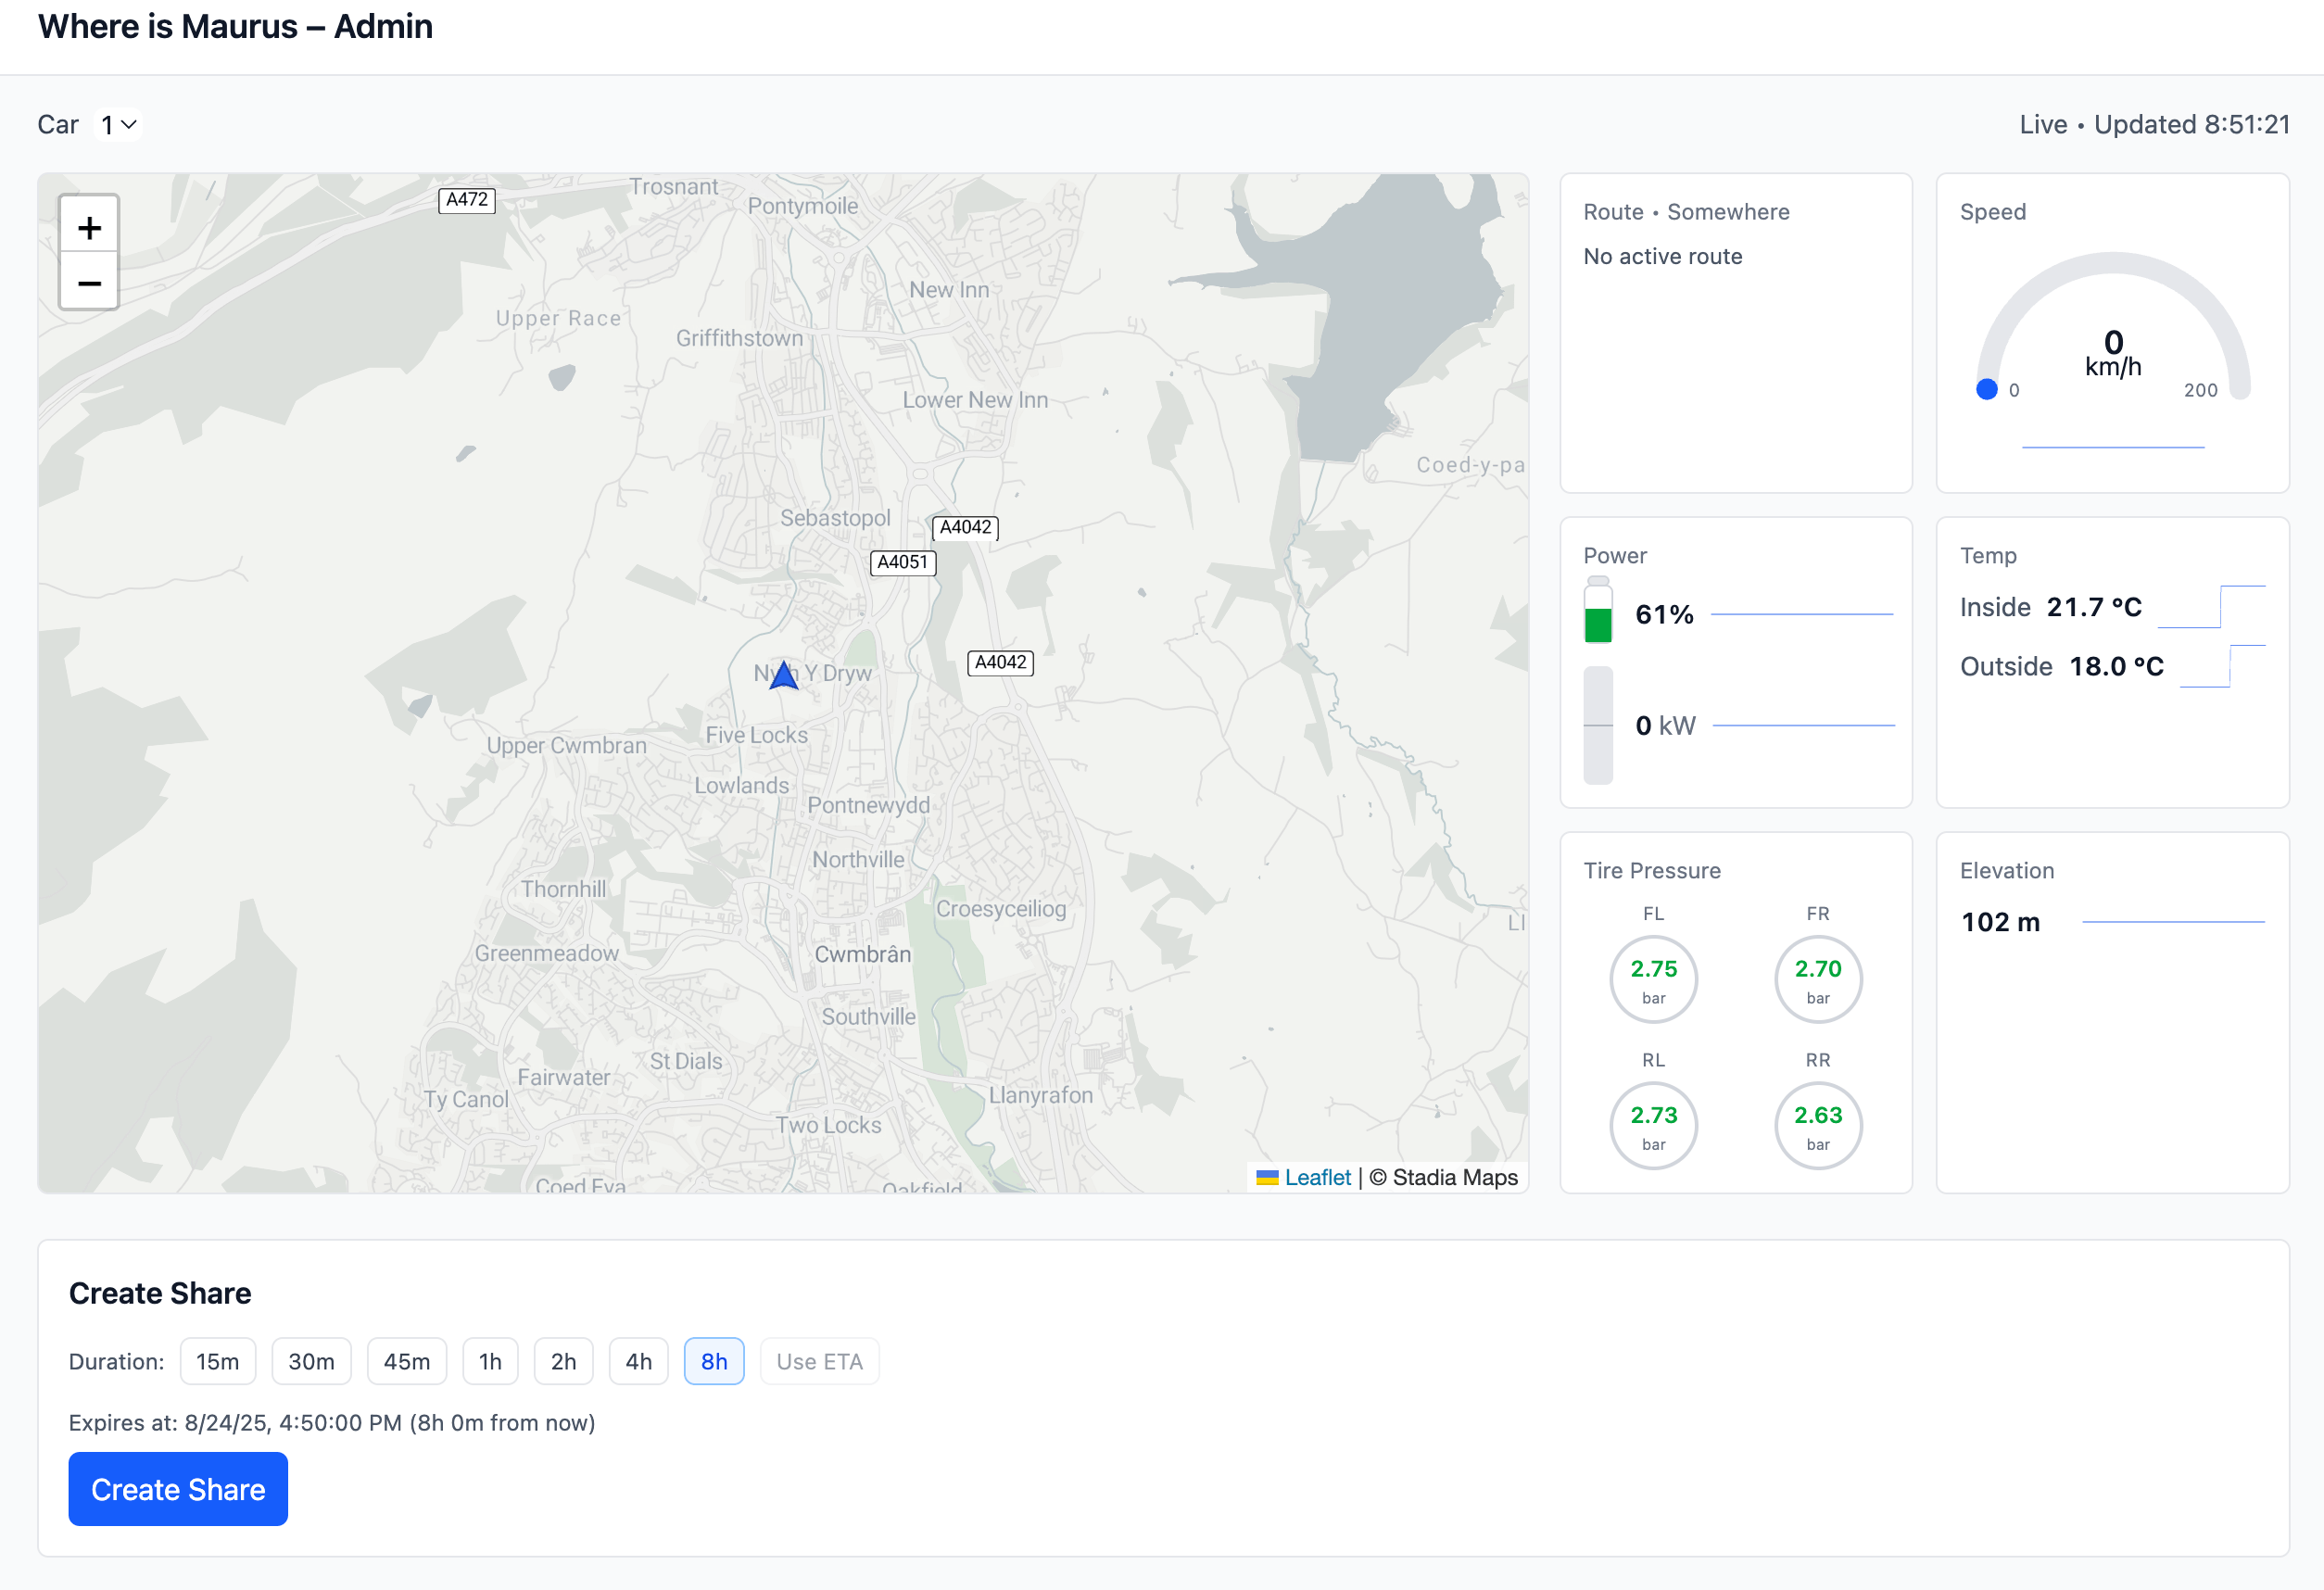 Where is Maurus – Admin
Car 1
Live • Updated 8:51:21
+
−
A472
Trosnant
Pontymoile
Upper Race
New Inn
Griffithstown
Lower New Inn
Coed-y-pa
Sebastopol
A4042
A4051
A4042
Y Dryw
Five Locks
Upper Cwmbran
Lowlands
Pontnewydd
Northville
Thornhill
Croesyceiliog
Ll
Greenmeadow
Cwmbrân
Southville
St Dials
Fairwater
Ty Canol
Llanyrafon
Two Locks
Coed Eva
Oakfield
Leaflet | © Stadia Maps
Route • Somewhere
No active route
Speed
0
km/h
0 200
Power
61%
0 kW
Temp
Inside 21.7 °C
Outside 18.0 °C
Tire Pressure
FL FR
2.75 2.70
bar bar
RL RR
2.73 2.63
bar bar
Elevation
102 m
Create Share
Duration: 15m 30m 45m 1h 2h 4h 8h Use ETA
Expires at: 8/24/25, 4:50:00 PM (8h 0m from now)
Create Share